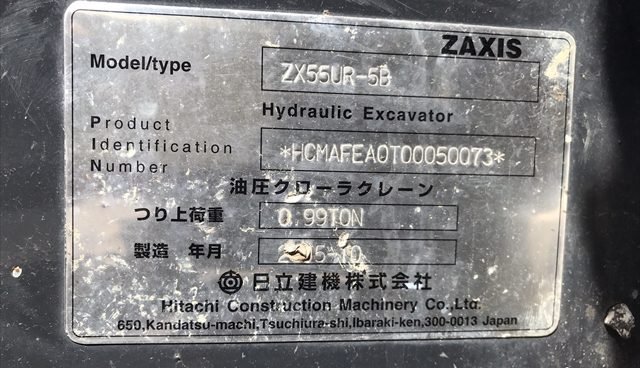 ZAXIS
Model/type ZX55UR-5B
Hydraulic Excavator
Product
Identification *HCMAFEA0T00050073*
Number
油圧クローラクレーン
つり上荷重 0.99TON
製造 年月
日立建機株式会社
Hitachi Construction Machinery Co.,Ltd.
650,Kandatsu-machi,Tsuchiura-shi,Ibaraki-ken,300-0013 Japan